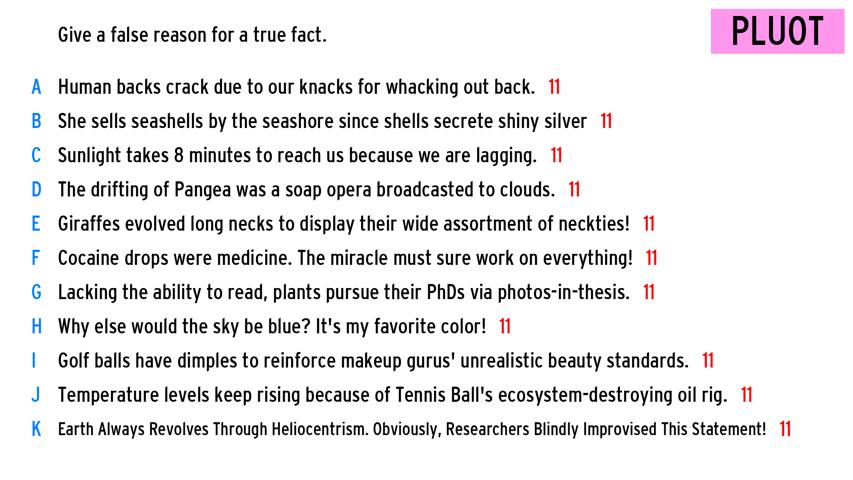 Give a false reason for a true fact.
PLUOT
A Human backs crack due to our knacks for whacking out back. 11
B She sells seashells by the seashore since shells secrete shiny silver 11
C Sunlight takes 8 minutes to reach us because we are lagging. 11
D The drifting of Pangea was a soap opera broadcasted to clouds. 11
E Giraffes evolved long necks to display their wide assortment of neckties! 11
F Cocaine drops were medicine. The miracle must sure work on everything! 11
G Lacking the ability to read, plants pursue their PhDs via photos-in-thesis. 11
H Why else would the sky be blue? It's my favorite color! 11
I Golf balls have dimples to reinforce makeup gurus' unrealistic beauty standards. 11
J Temperature levels keep rising because of Tennis Ball's ecosystem-destroying oil rig. 11
K Earth Always Revolves Through Heliocentrism. Obviously, Researchers Blindly Improvised This Statement! 11